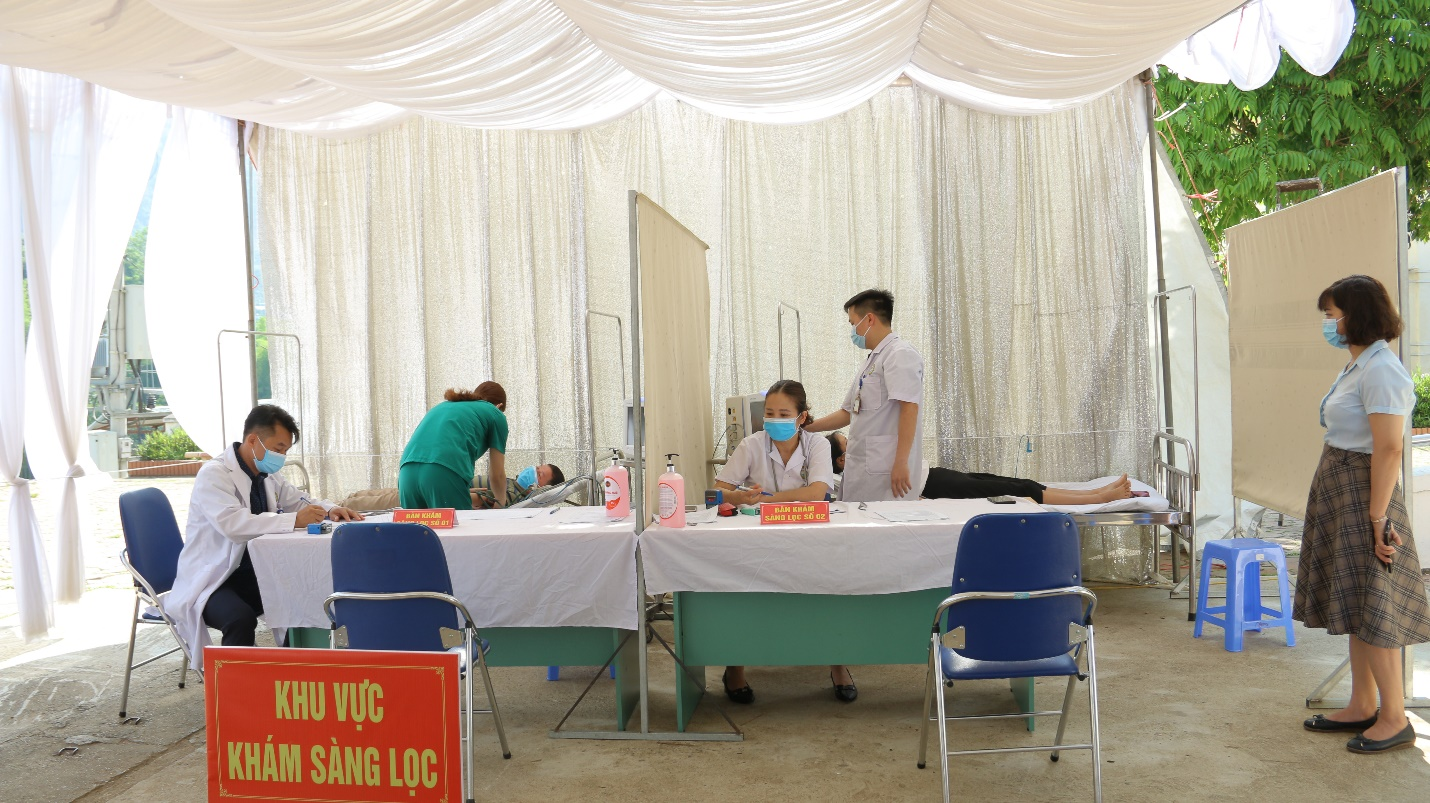 BÀN KHÁM
SÀNG LỌC SỐ 01
BÀN KHÁM
SÀNG LỌC SỐ 02
KHU VỰC
KHÁM SÀNG LỌC